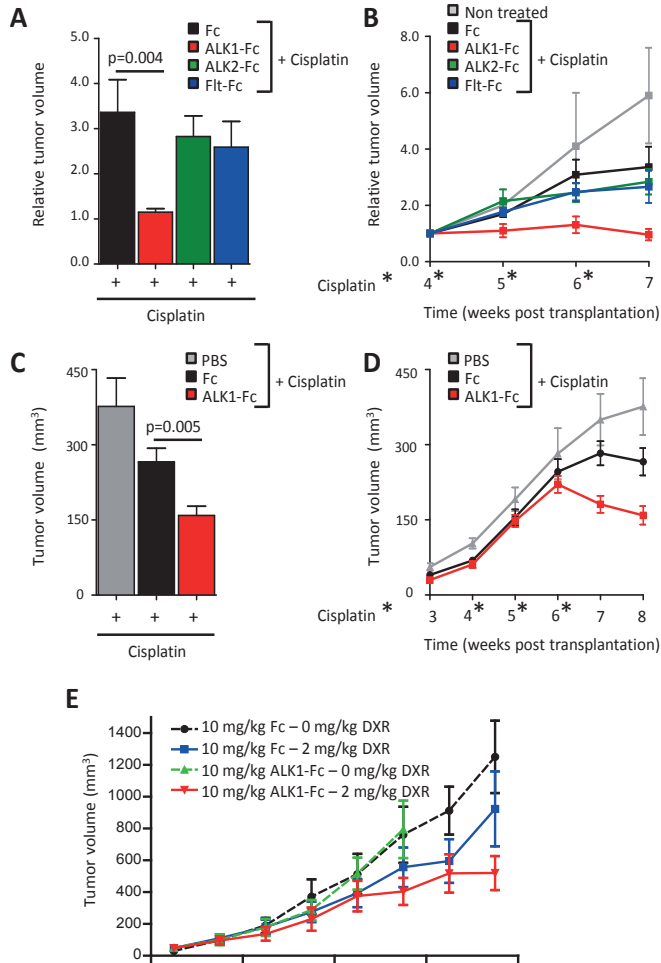 A
Fc
ALK1-Fc
ALK2-Fc
Flt-Fc
+ Cisplatin
p=0.004
Relative tumor volume
4.0
3.0
2.0
1.0
0.0
+ + + +
Cisplatin
B
Non treated
Fc
ALK1-Fc
ALK2-Fc
Flt-Fc
+ Cisplatin
Relative tumor volume
8.0
6.0
4.0
2.0
0.0
Cisplatin * 4* 5* 6* 7
Time (weeks post transplantation)
C
PBS
Fc
ALK1-Fc
+ Cisplatin
p=0.005
Tumor volume (mm³)
450
300
150
0
+ + +
Cisplatin
D
PBS
Fc
ALK1-Fc
+ Cisplatin
Tumor volume (mm³)
450
300
150
0
Cisplatin * 3 4* 5* 6* 7 8
Time (weeks post transplantation)
E
10 mg/kg Fc – 0 mg/kg DXR
10 mg/kg Fc – 2 mg/kg DXR
10 mg/kg ALK1-Fc – 0 mg/kg DXR
10 mg/kg ALK1-Fc – 2 mg/kg DXR
Tumor volume (mm³)
1400
1200
1000
800
600
400
200
0